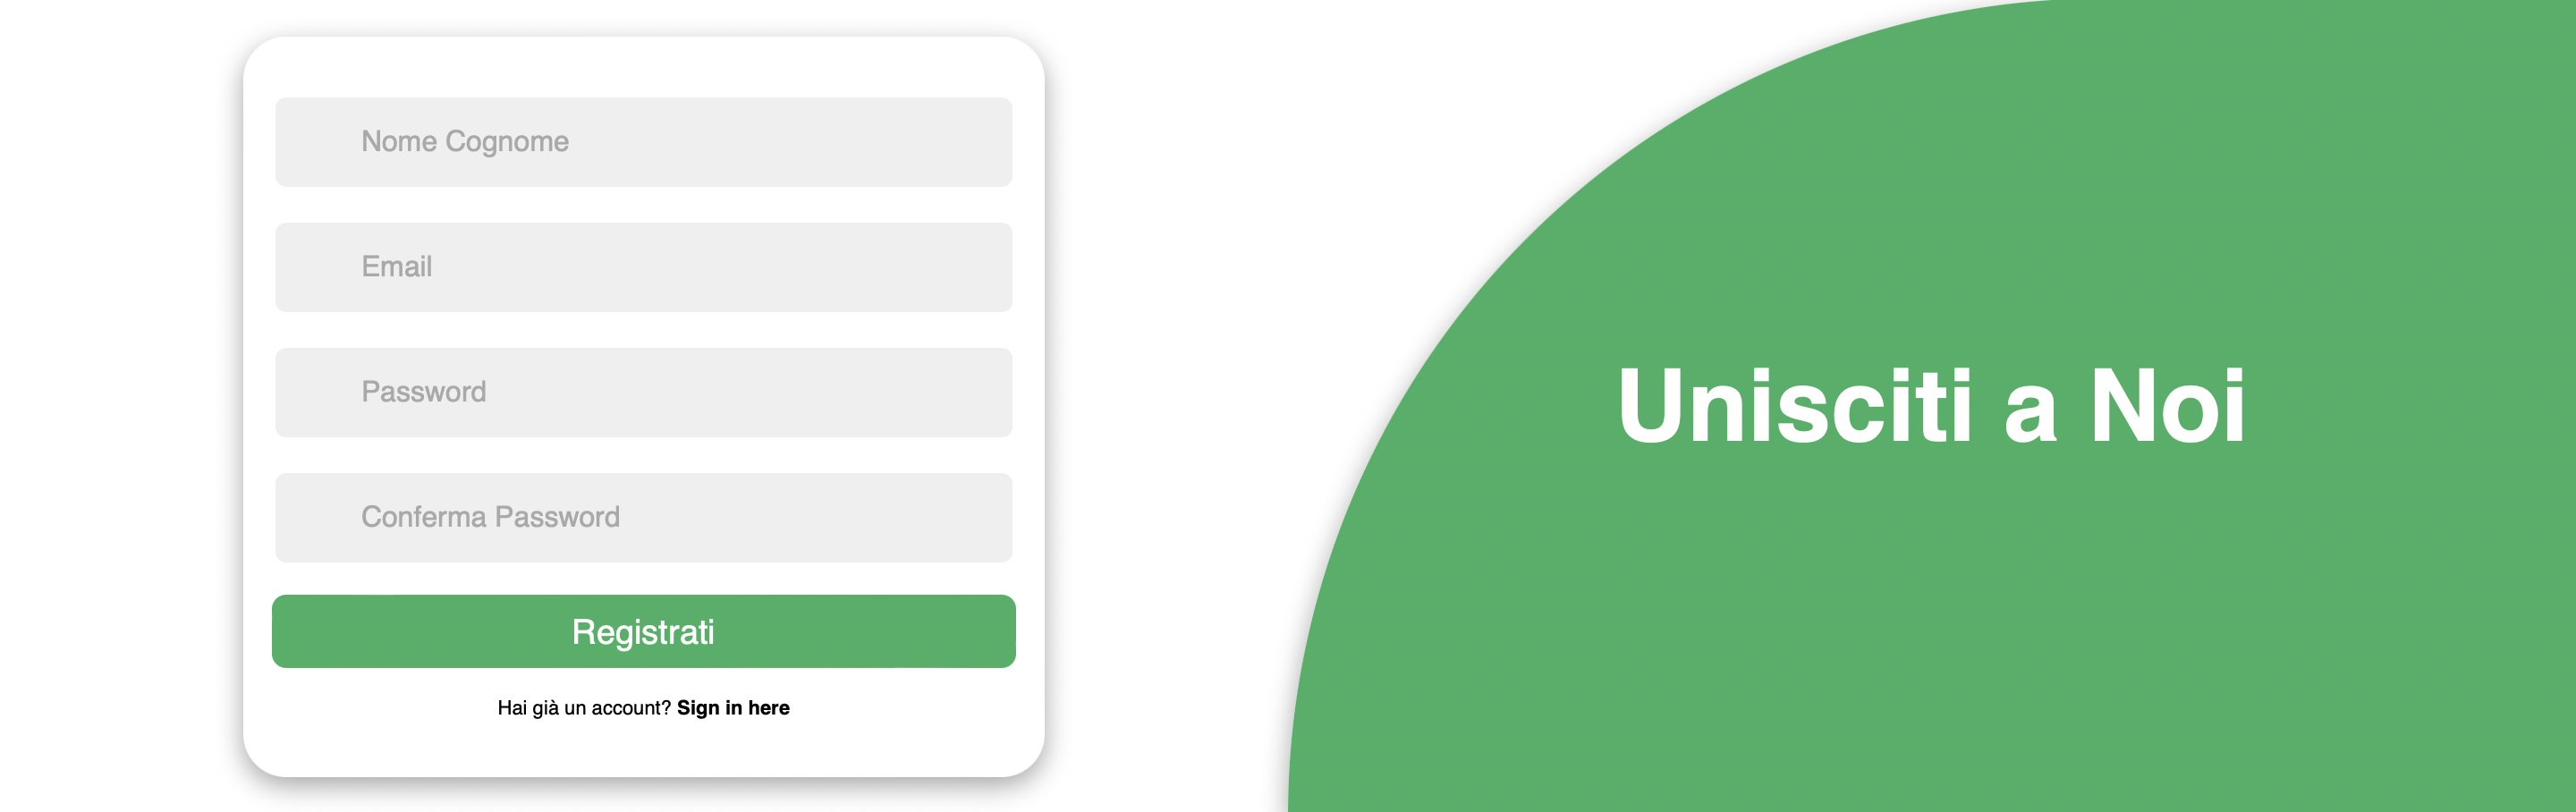 Nome Cognome
Email
Password
Conferma Password
Registrati
Hai già un account? Sign in here
Unisciti a Noi